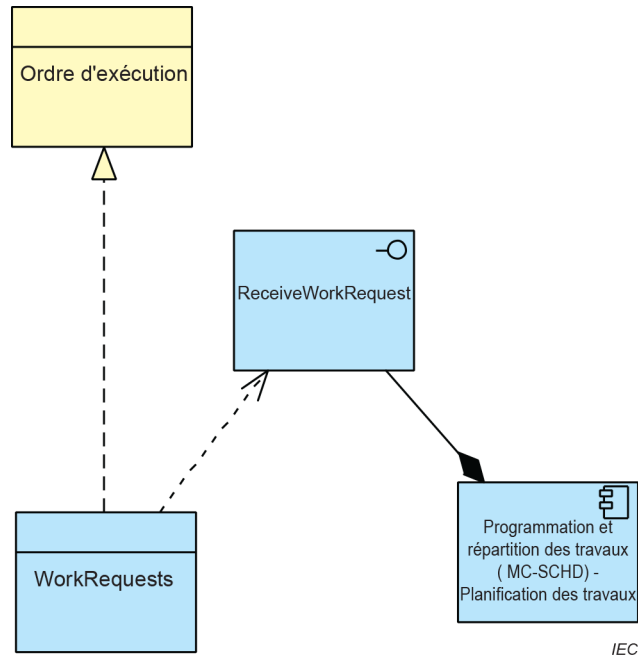 Ordre d'exécution
ReceiveWorkRequest
WorkRequests
Programmation et
répartition des travaux
( MC-SCHD) -
Planification des travaux
IEC